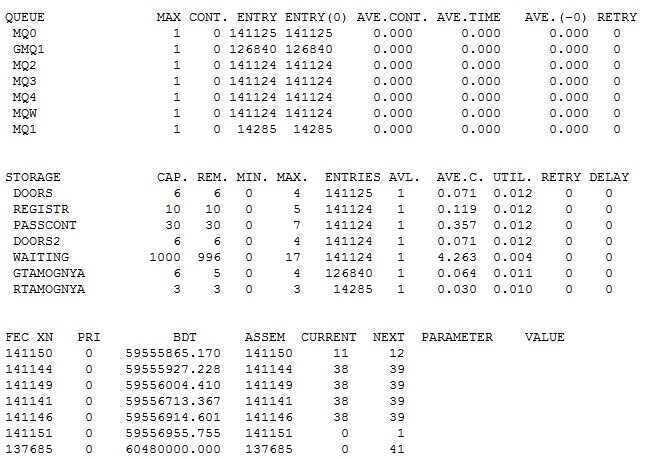 QUEUE MAX CONT. ENTRY ENTRY(0) AVE.CONT. AVE.TIME AVE.(-0) RETRY
MQ0 1 0 141125 141125 0.000 0.000 0.000 0
GMQ1 1 0 126840 126840 0.000 0.000 0.000 0
MQ2 1 0 141124 141124 0.000 0.000 0.000 0
MQ3 1 0 141124 141124 0.000 0.000 0.000 0
MQ4 1 0 141124 141124 0.000 0.000 0.000 0
MQW 1 0 141124 141124 0.000 0.000 0.000 0
MQ1 1 0 14285 14285 0.000 0.000 0.000 0
STORAGE CAP. REM. MIN. MAX. ENTRIES AVL. AVE.C. UTIL. RETRY DELAY
DOORS 6 6 0 4 141125 1 0.071 0.012 0 0
REGISTR 10 10 0 5 141124 1 0.119 0.012 0 0
PASSCONT 30 30 0 7 141124 1 0.357 0.012 0 0
DOORS2 6 6 0 4 141124 1 0.071 0.012 0 0
WAITING 1000 996 0 17 141124 1 4.263 0.004 0 0
GTAMOGNYA 6 5 0 4 126840 1 0.064 0.011 0 0
RTAMOGNYA 3 3 0 3 14285 1 0.030 0.010 0 0
FEC XN PRI BDT ASSEM CURRENT NEXT PARAMETER VALUE
141150 0 59555865.170 141150 11 12
141144 0 59555927.228 141144 38 39
141149 0 59556004.410 141149 38 39
141141 0 59556713.367 141141 38 39
141146 0 59556914.601 141146 38 39
141151 0 59556955.755 141151 0 1
137685 0 60480000.000 137685 0 41